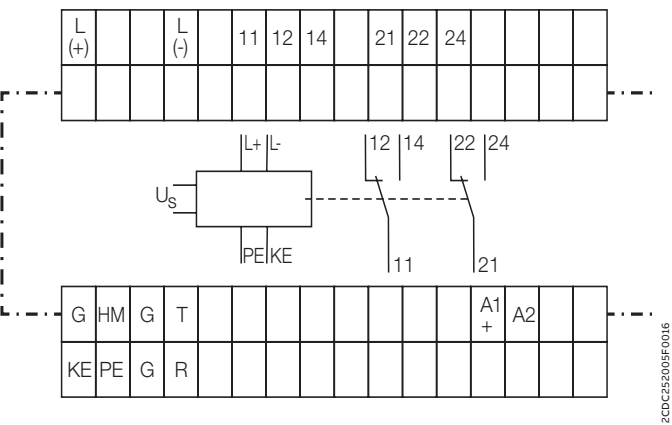 L (+) L (-) 11 12 14 21 22 24
L+ L- 12 14 22 24
US
PE KE 11 21
G HM G T A1 + A2
KE PE G R
2CDC252005F0016